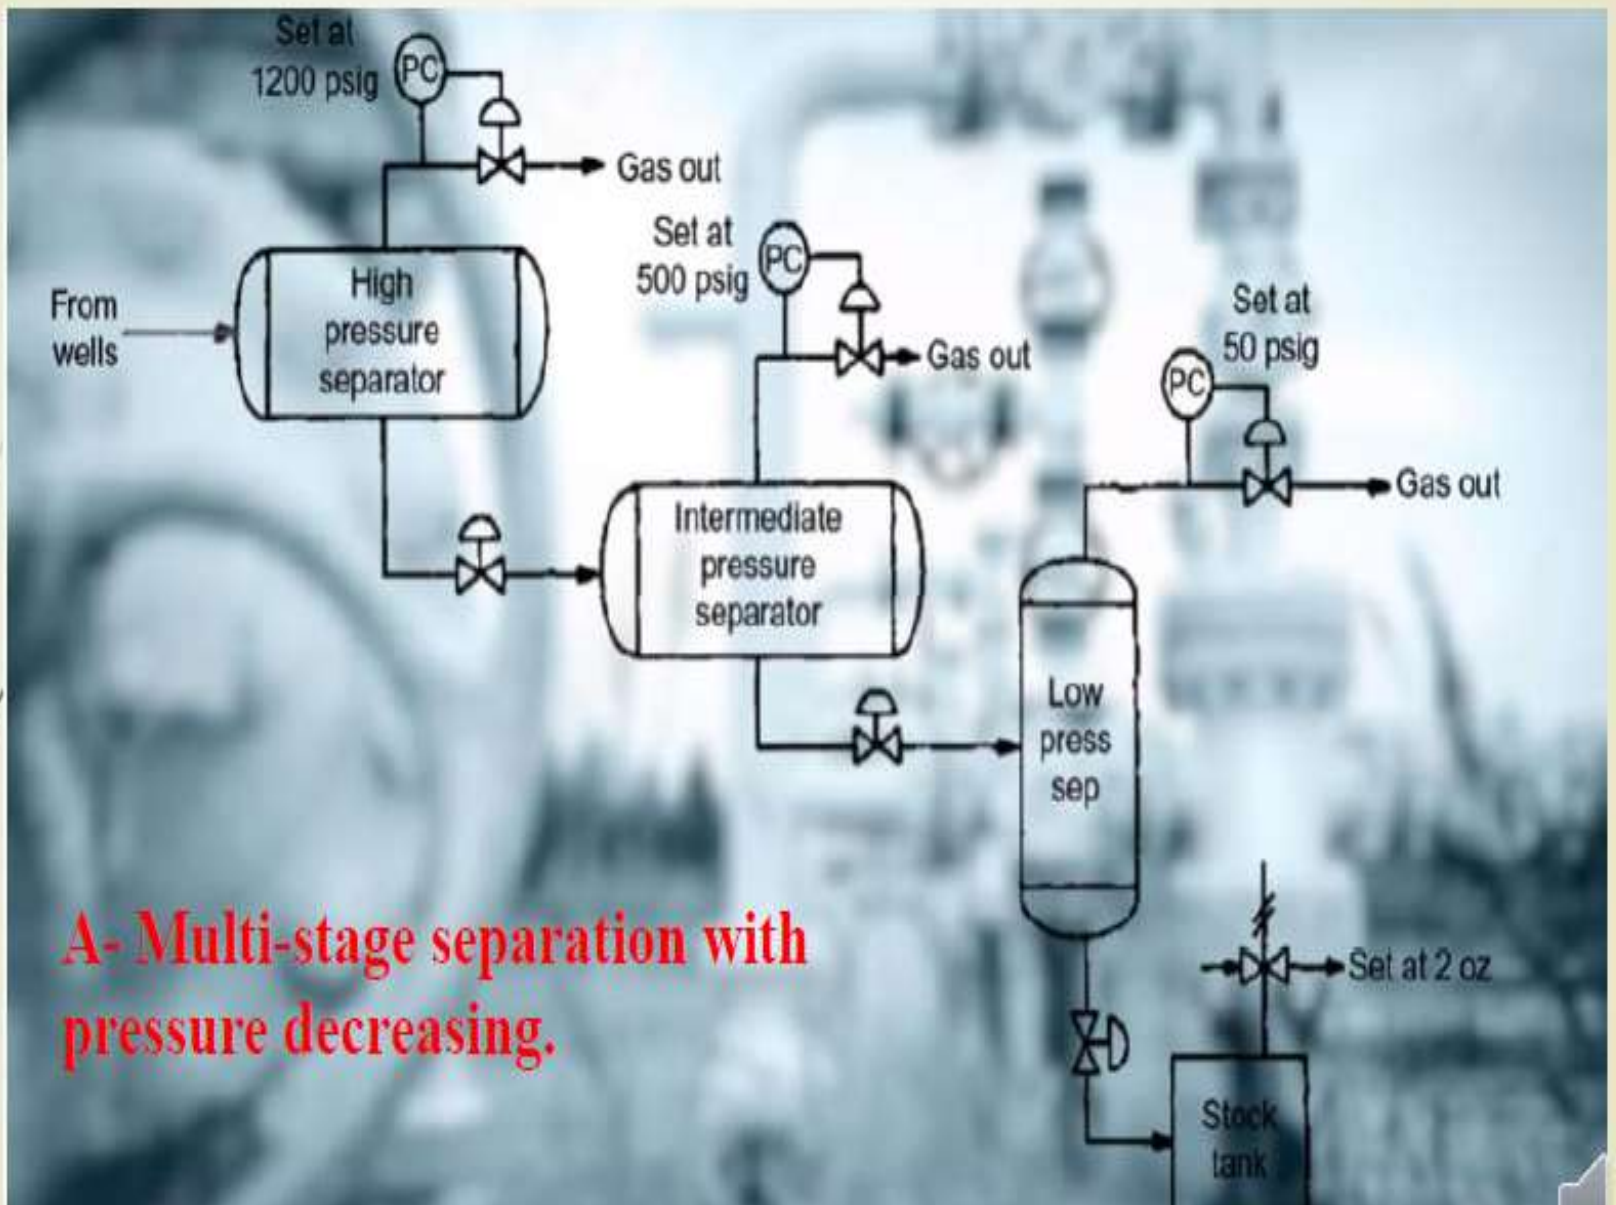 Set at
1200 psig
PC
Gas out
From
wells
High
pressure
separator
Set at
500 psig
PC
Gas out
Intermediate
pressure
separator
Set at
50 psig
PC
Gas out
Low
press
sep
A- Multi-stage separation with
pressure decreasing.
Set at 2 oz
Stock
tank